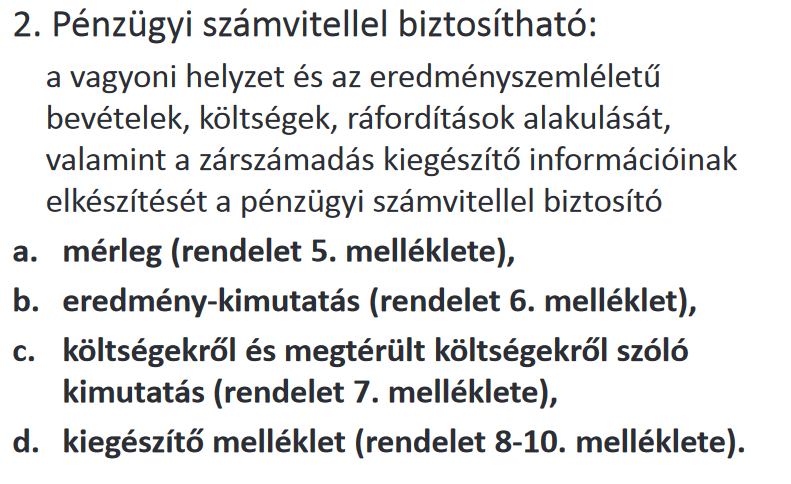 2. Pénzügyi számvitellel biztosítható:
a vagyoni helyzet és az eredményszemléletű
bevételek, költségek, ráfordítások alakulását,
valamint a zárszámadás kiegészítő információinak
elkészítését a pénzügyi számvitellel biztosító
a. mérleg (rendelet 5. melléklete),
b. eredmény-kimutatás (rendelet 6. melléklet),
c. költségekről és megtérült költségekről szóló
kimutatás (rendelet 7. melléklete),
d. kiegészítő melléklet (rendelet 8-10. melléklete).